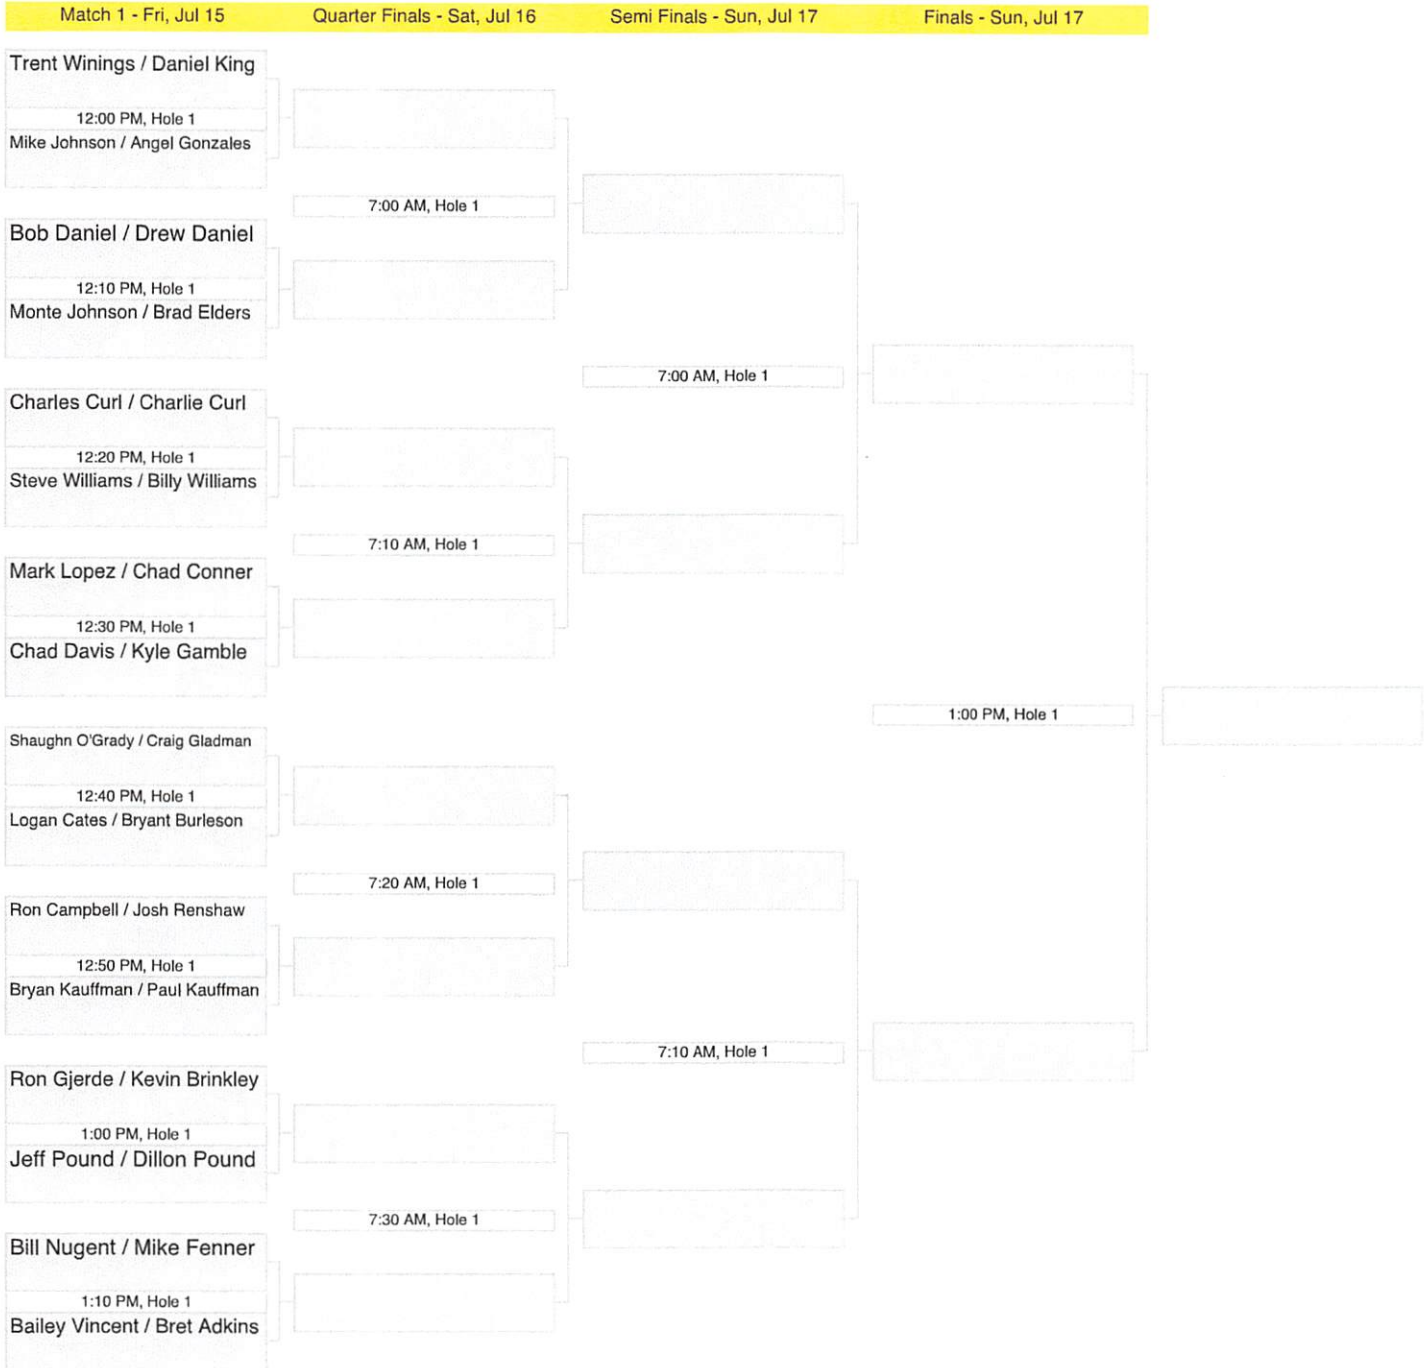 Match 1 - Fri, Jul 15
Quarter Finals - Sat, Jul 16
Semi Finals - Sun, Jul 17
Finals - Sun, Jul 17
Trent Winings / Daniel King
12:00 PM, Hole 1
Mike Johnson / Angel Gonzales
7:00 AM, Hole 1
Bob Daniel / Drew Daniel
12:10 PM, Hole 1
Monte Johnson / Brad Elders
7:00 AM, Hole 1
Charles Curl / Charlie Curl
12:20 PM, Hole 1
Steve Williams / Billy Williams
7:10 AM, Hole 1
Mark Lopez / Chad Conner
12:30 PM, Hole 1
Chad Davis / Kyle Gamble
1:00 PM, Hole 1
Shaughn O'Grady / Craig Gladman
12:40 PM, Hole 1
Logan Cates / Bryant Burleson
7:20 AM, Hole 1
Ron Campbell / Josh Renshaw
12:50 PM, Hole 1
Bryan Kauffman / Paul Kauffman
7:10 AM, Hole 1
Ron Gjerde / Kevin Brinkley
1:00 PM, Hole 1
Jeff Pound / Dillon Pound
7:30 AM, Hole 1
Bill Nugent / Mike Fenner
1:10 PM, Hole 1
Bailey Vincent / Bret Adkins